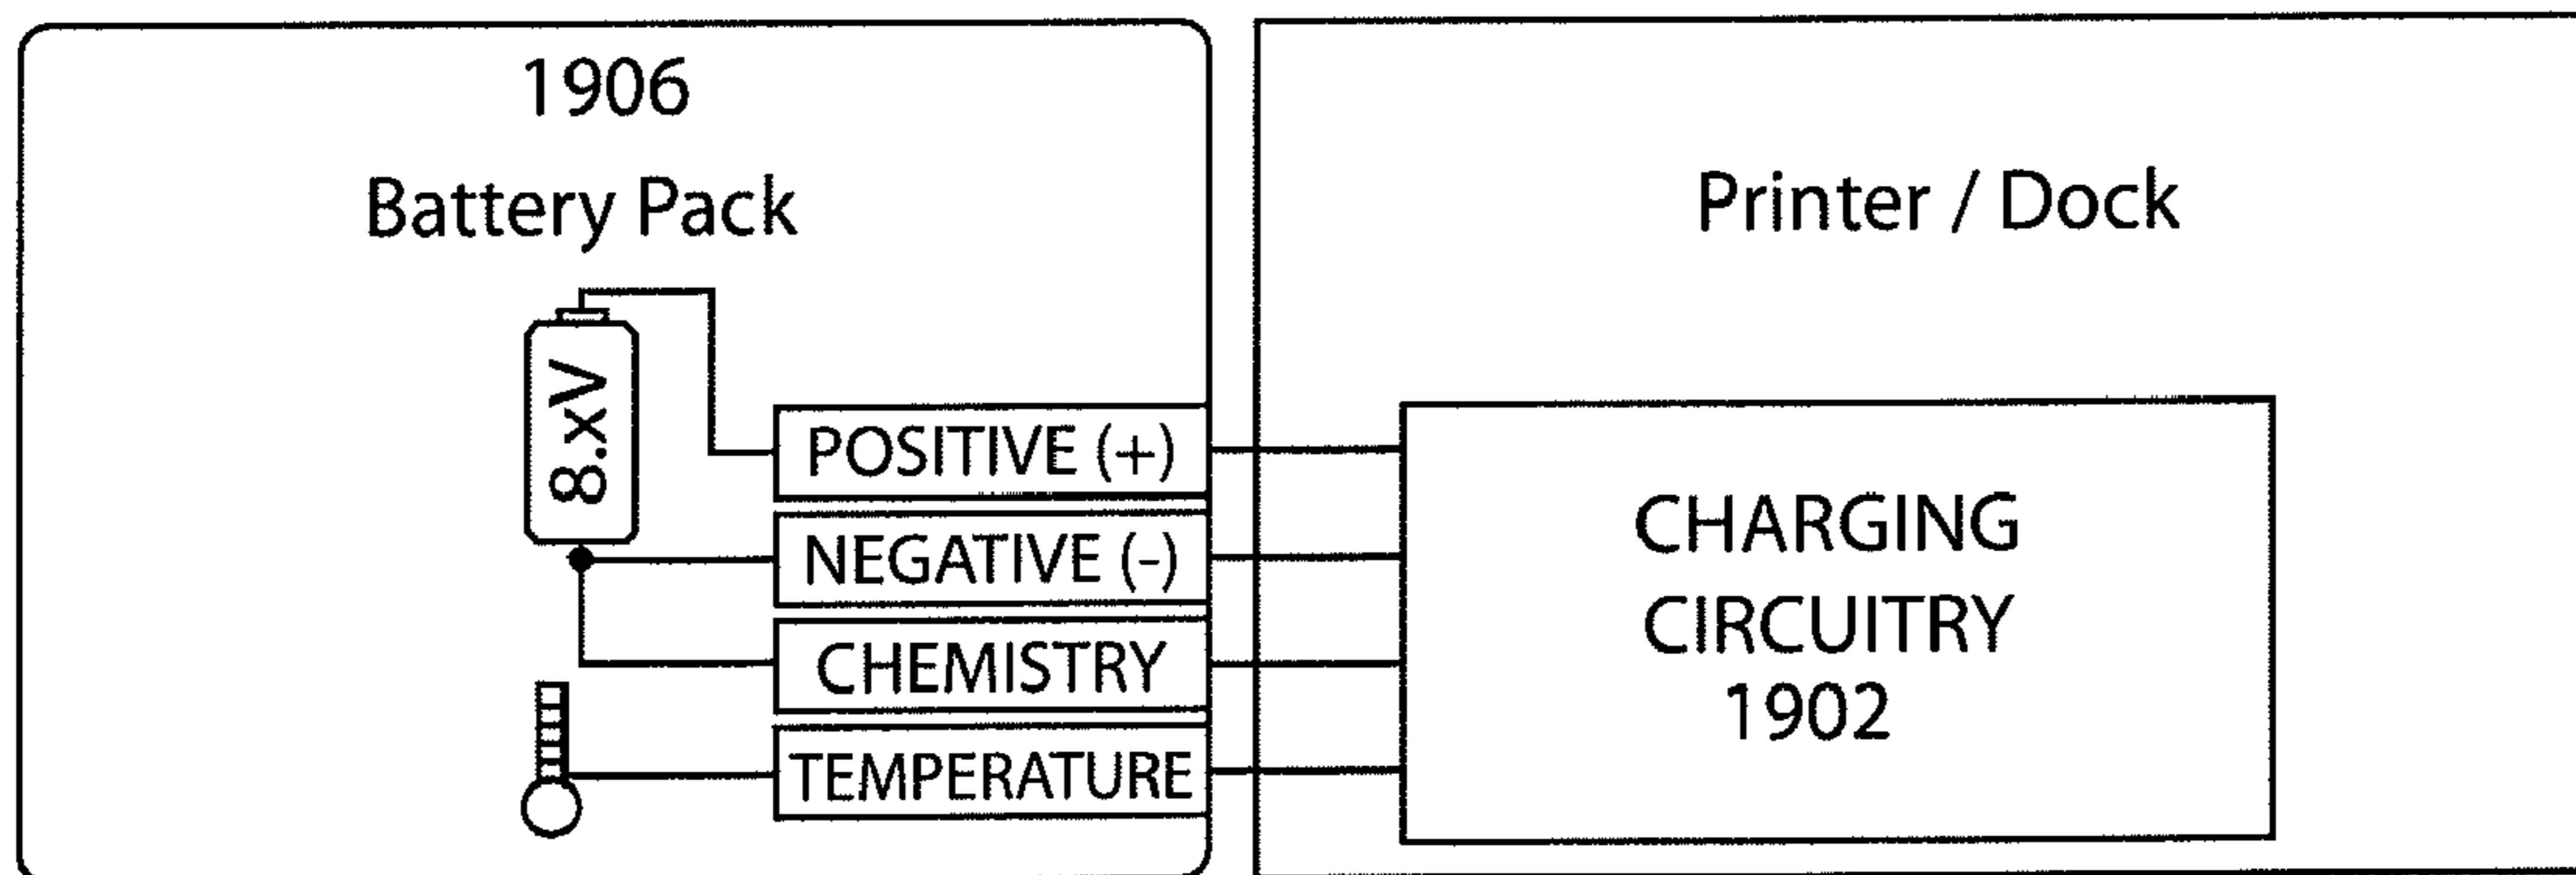 1906
Battery Pack
8.xV
POSITIVE (+)
NEGATIVE (-)
CHEMISTRY
TEMPERATURE
Printer / Dock
CHARGING
CIRCUITRY
1902